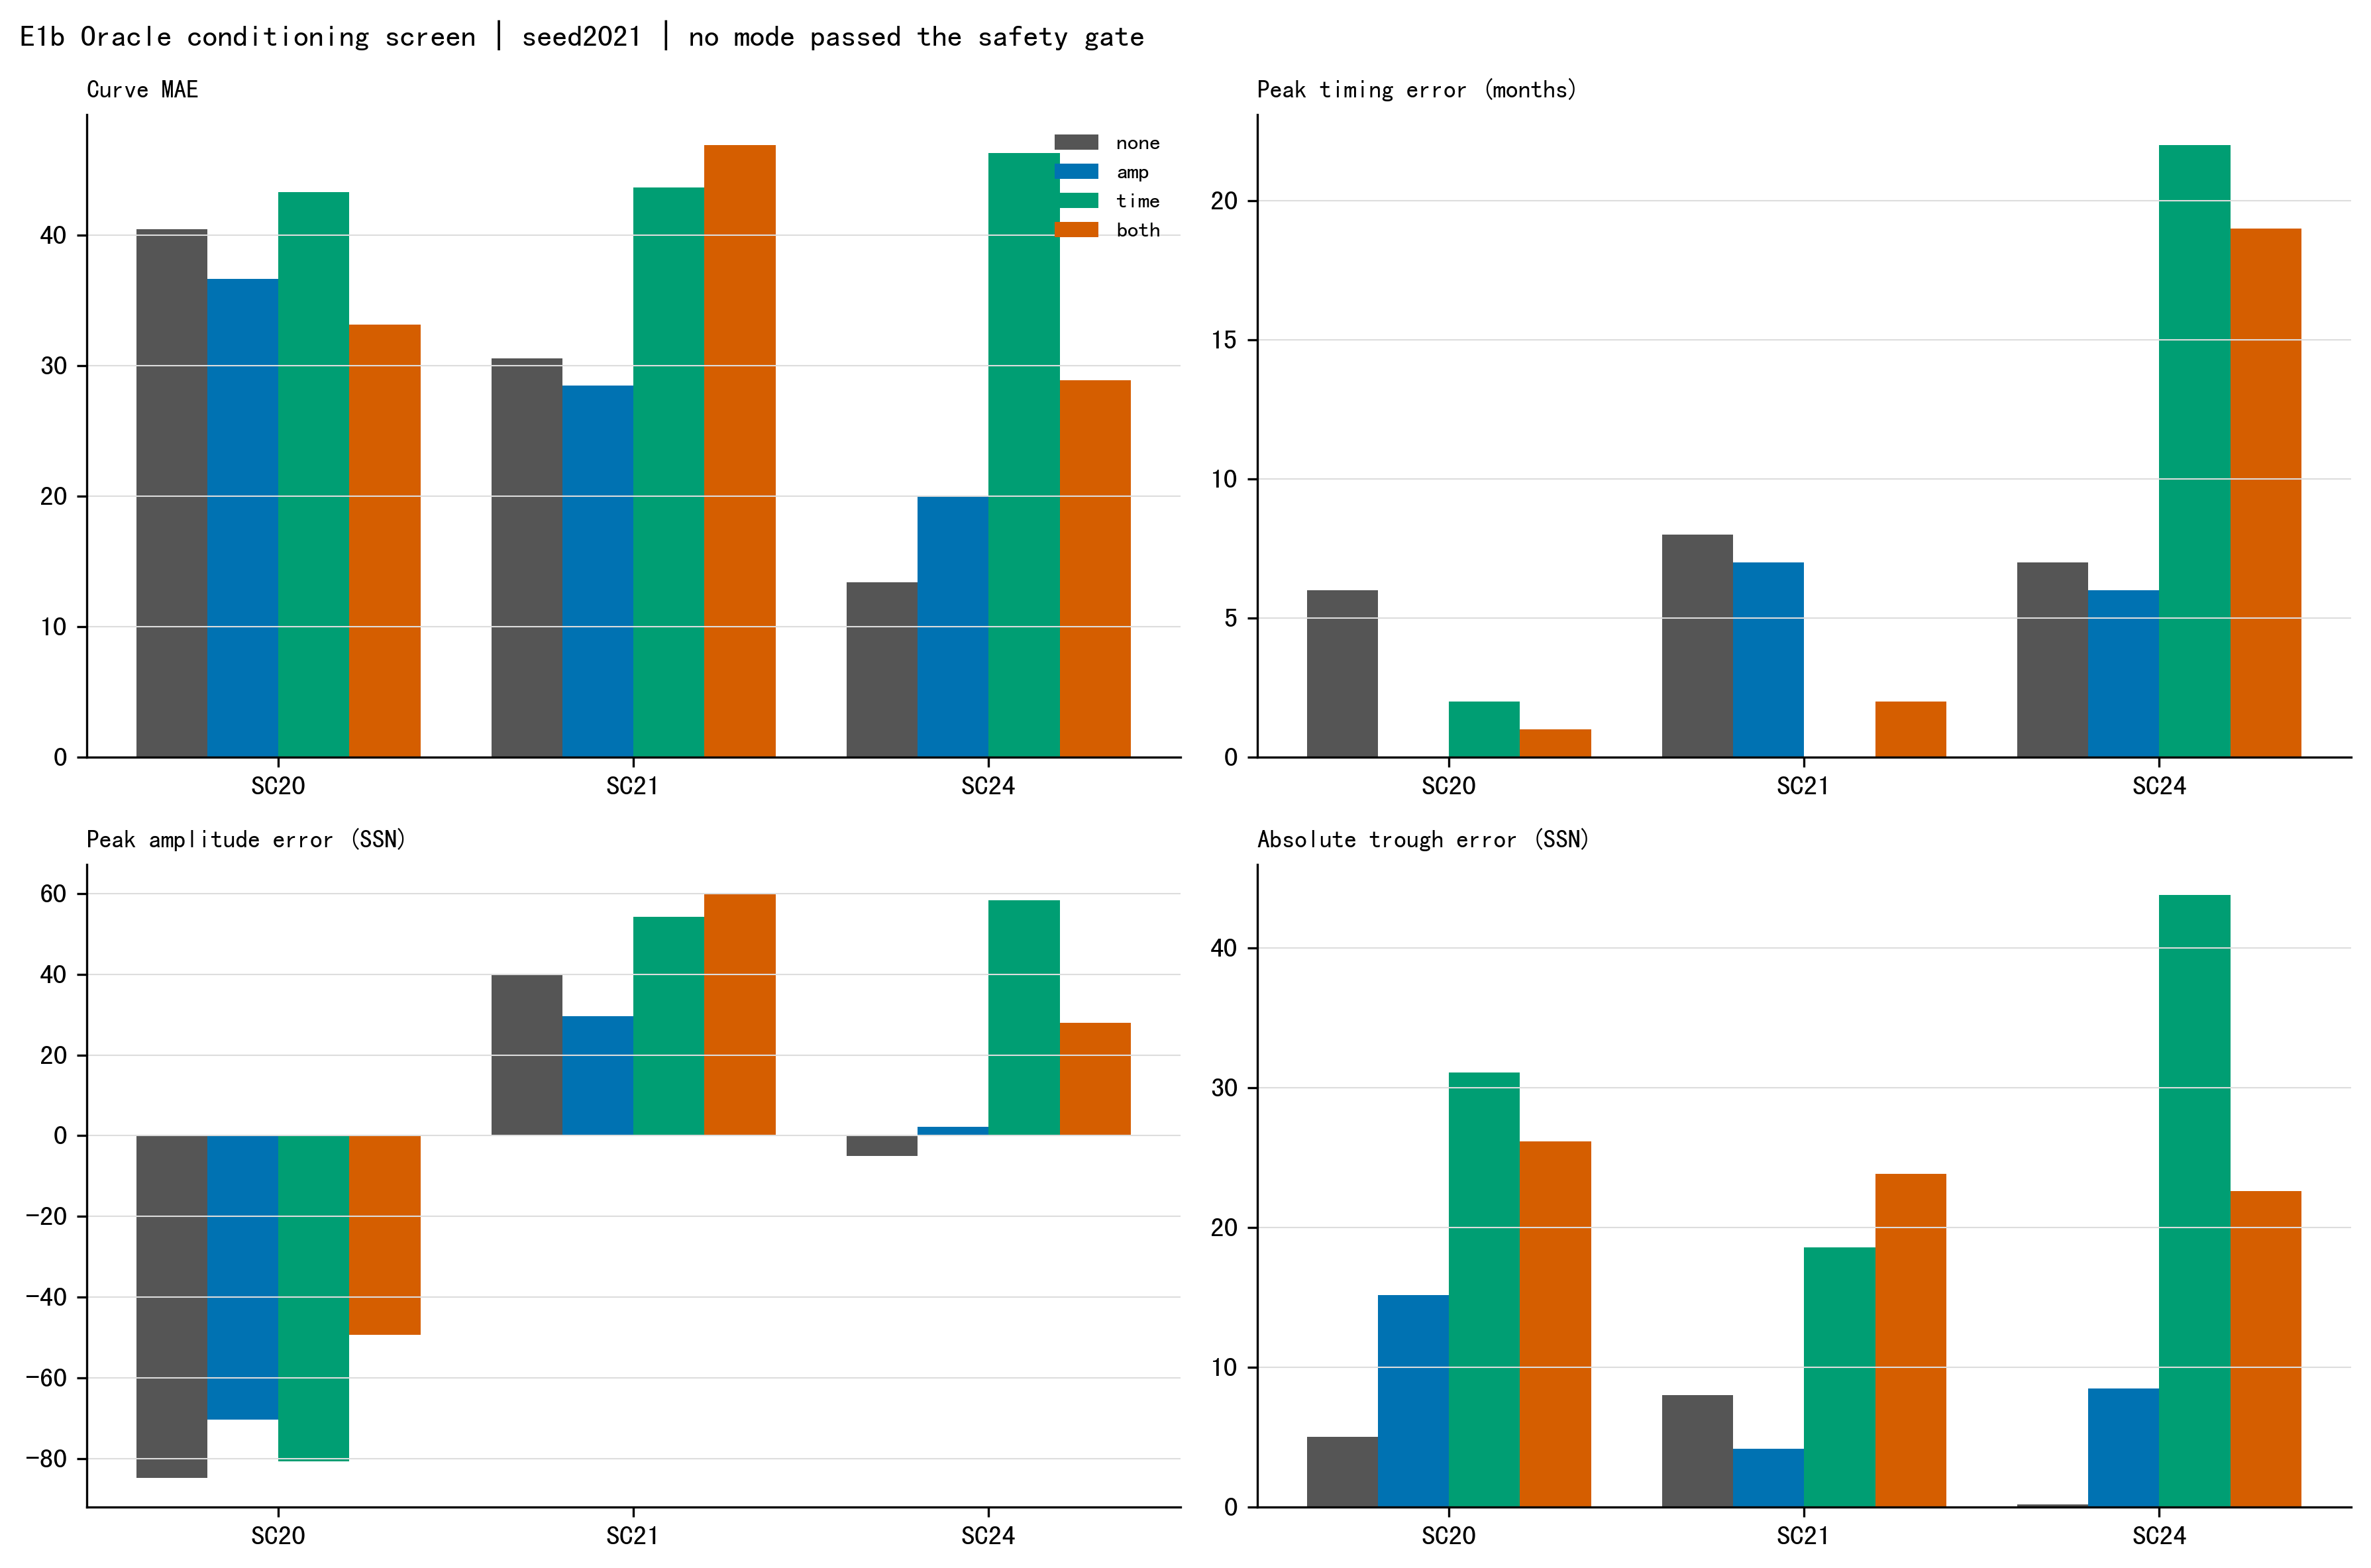 E1b Oracle conditioning screen | seed2021 | no mode passed the safety gate
Curve MAE
40
30
20
10
0
none
amp
time
both
SC20
SC21
SC24
Peak timing error (months)
20
15
10
5
0
SC20
SC21
SC24
Peak amplitude error (SSN)
60
40
20
0
−20
−40
−60
−80
SC20
SC21
SC24
Absolute trough error (SSN)
40
30
20
10
0
SC20
SC21
SC24